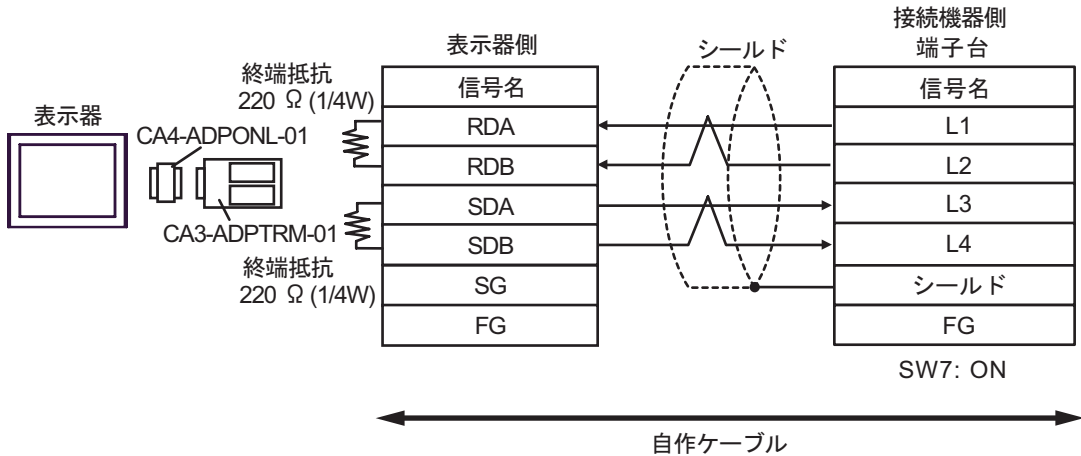 表示器
CA4-ADPONL-01
CA3-ADPTRM-01
終端抵抗
220 Ω (1/4W)
終端抵抗
220 Ω (1/4W)
表示器側
信号名
RDA
RDB
SDA
SDB
SG
FG
シールド
接続機器側
端子台
信号名
L1
L2
L3
L4
シールド
FG
SW7: ON
自作ケーブル